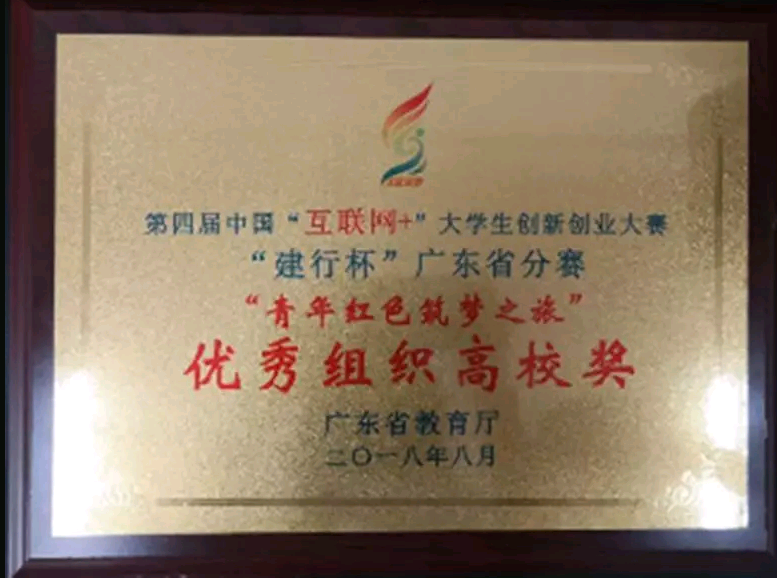 第四届中国“互联网+”大学生创新创业大赛
“建行杯”广东省分赛
“青年红色筑梦之旅”
优秀组织高校奖
广东省教育厅
二〇一八年八月